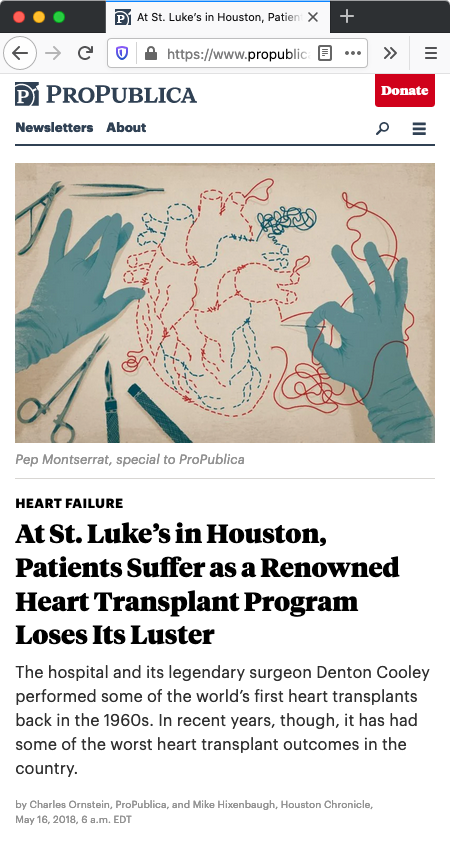 At St. Luke's in Houston, Patien
https://www.propublic
PROPUBLICA
Donate
Newsletters About
Pep Montserrat, special to ProPublica
HEART FAILURE
At St. Luke's in Houston,
Patients Suffer as a Renowned
Heart Transplant Program
Loses Its Luster
The hospital and its legendary surgeon Denton Cooley
performed some of the world's first heart transplants
back in the 1960s. In recent years, though, it has had
some of the worst heart transplant outcomes in the
country.
by Charles Ornstein, ProPublica, and Mike Hixenbaugh, Houston Chronicle,
May 16, 2018, 6 a.m. EDT